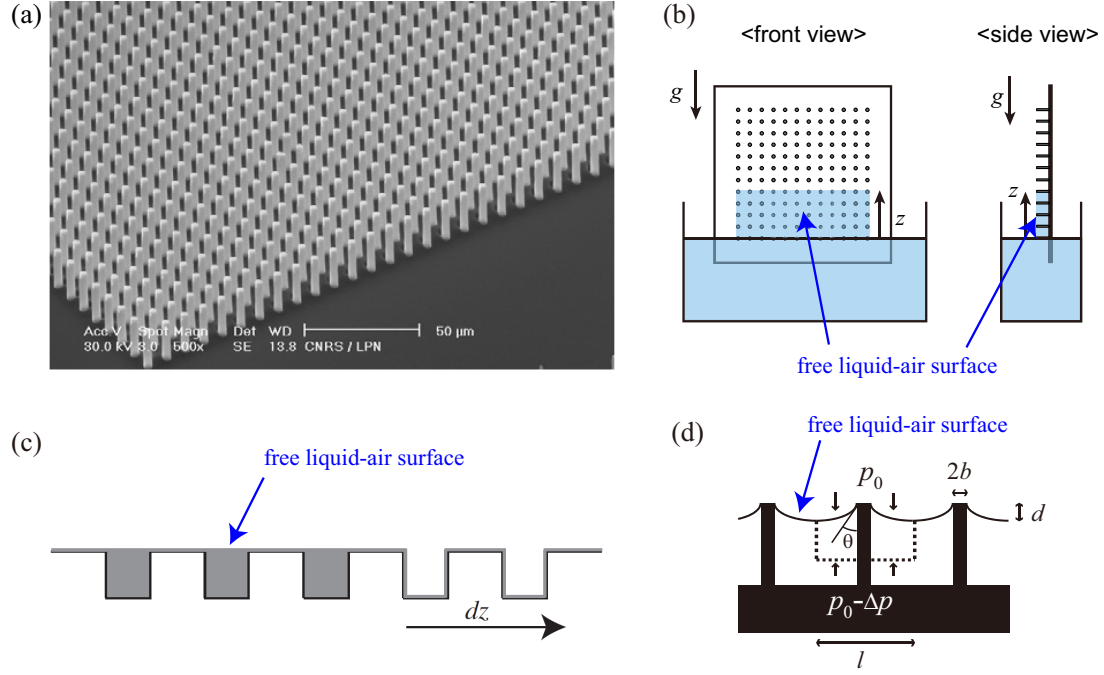 (a)
Acc.V Spot Magn Det WD 50 µm
30.0 kV 3.0 500x SE 13.8 CNRS / LPN
(b)
<front view> <side view>
g
z
g
z
free liquid-air surface
(c)
free liquid-air surface
dz
(d)
free liquid-air surface
p0
2b
d
θ
p0-Δp
l